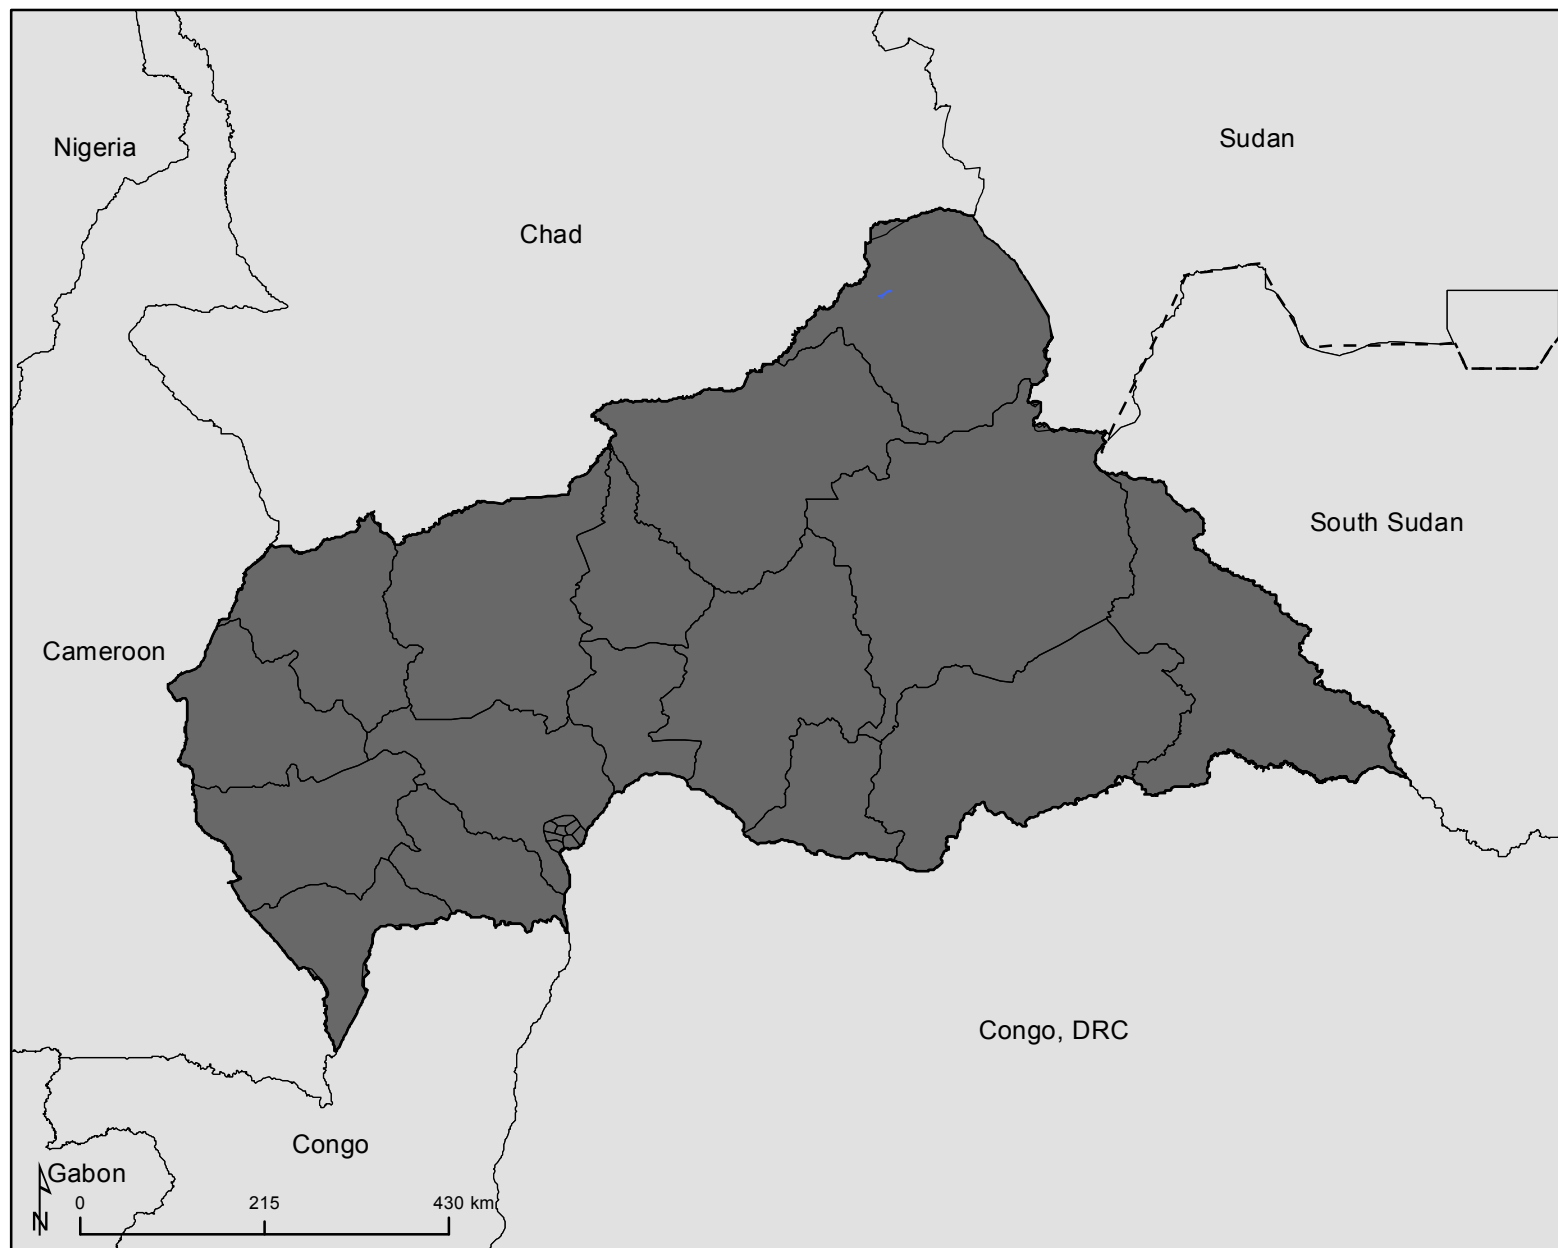 Sudan
Nigeria
Chad
South Sudan
Cameroon
Congo, DRC
Congo
Gabon
0 215 430 km
N